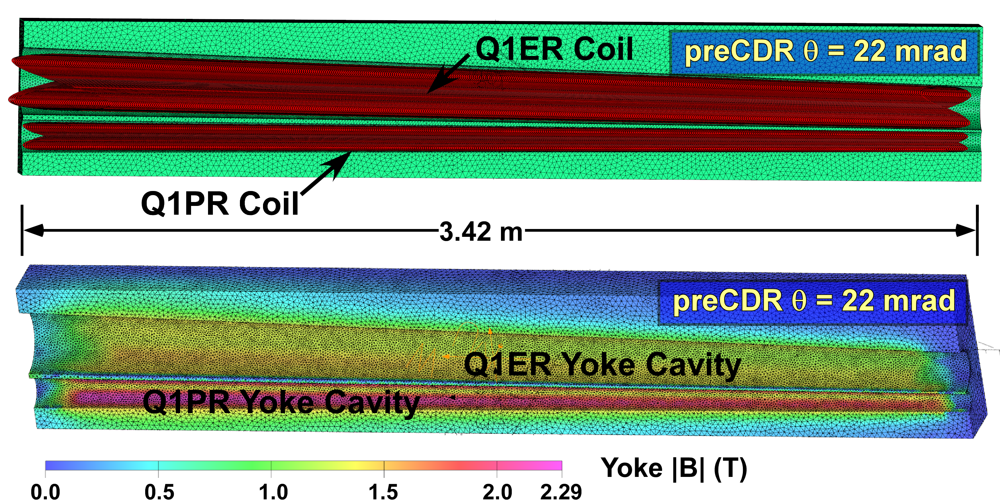 Q1ER Coil
preCDR θ = 22 mrad
Q1PR Coil
3.42 m
preCDR θ = 22 mrad
Q1ER Yoke Cavity
Q1PR Yoke Cavity
Yoke |B| (T)
0.0 0.5 1.0 1.5 2.0 2.29